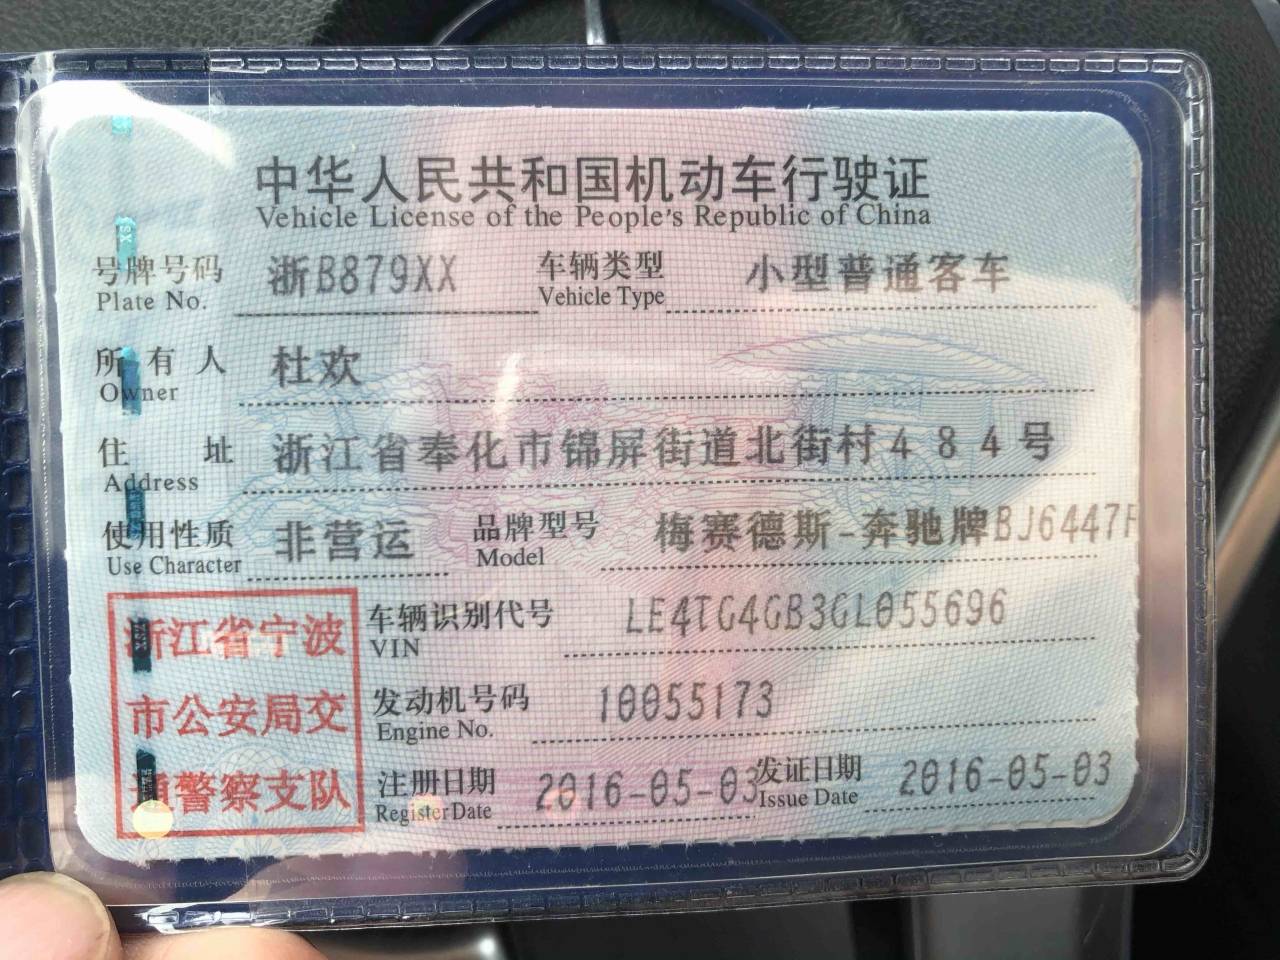 中华人民共和国机动车行驶证
Vehicle License of the People's Republic of China
号牌号码 浙B879XX 车辆类型 小型普通客车
Plate No. Vehicle Type
所有人 杜欢
Owner
住址 浙江省奉化市锦屏街道北街村484号
Address
使用性质 非营运 品牌型号 梅赛德斯-奔驰牌BJ6447
Use Character Model
浙江省宁波
市公安局交
通警察支队
车辆识别代号 LE4TG4GB3GL055696
VIN
发动机号码 10055173
Engine No.
注册日期 2016-05-03 发证日期 2016-05-03
Register Date Issue Date